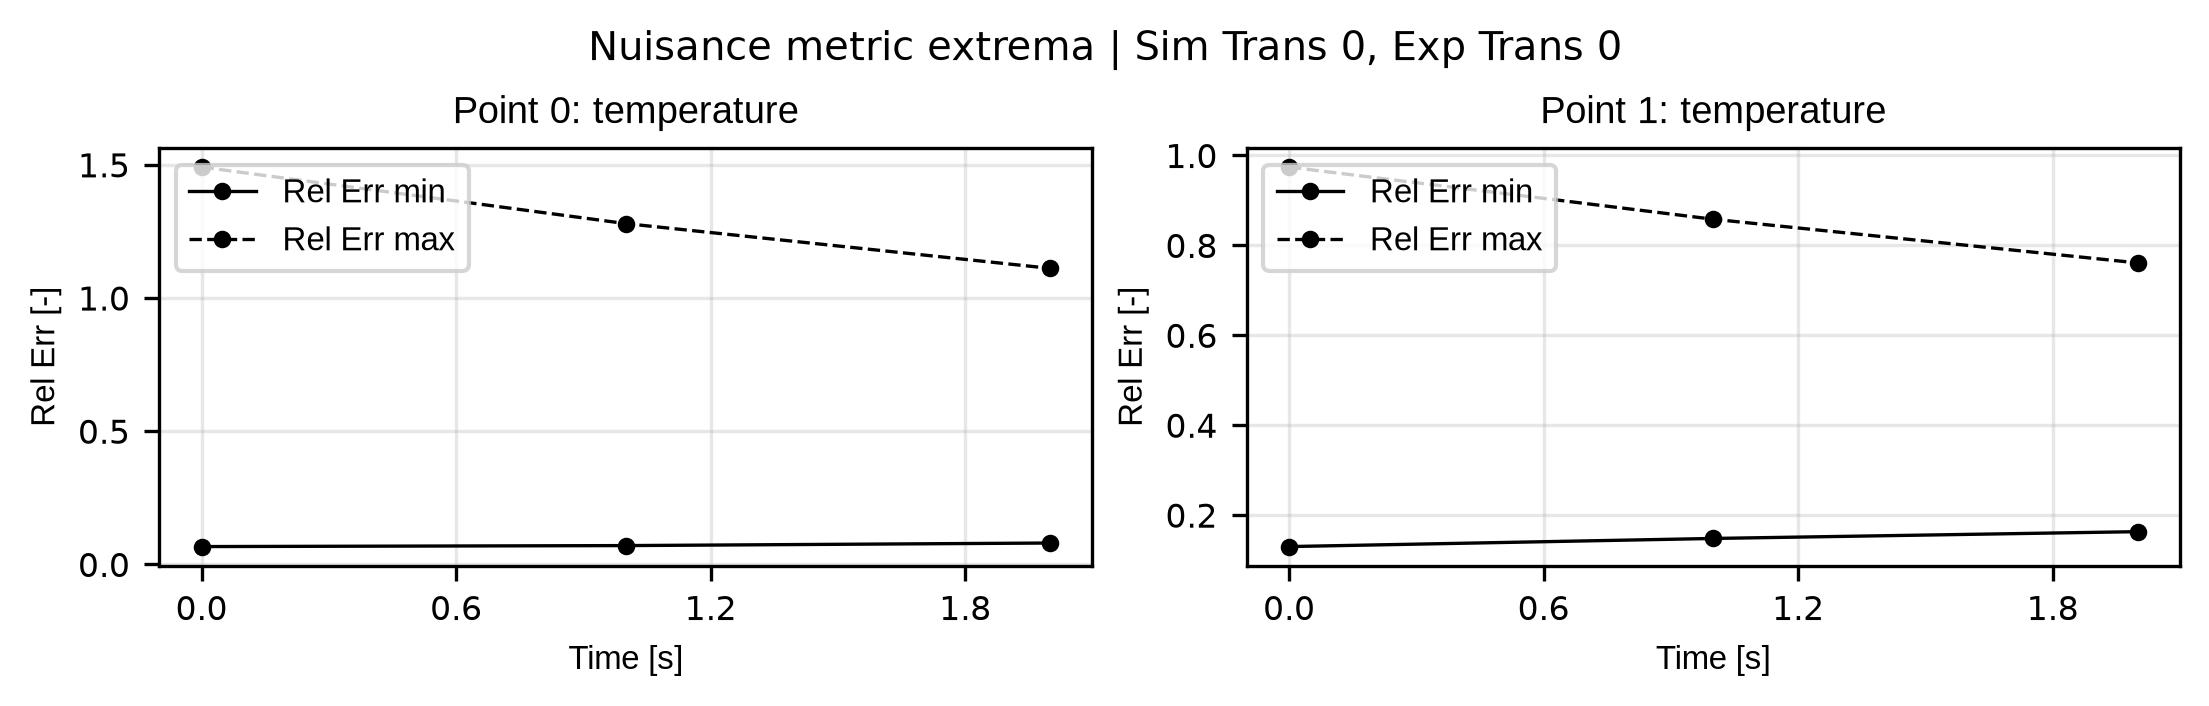 Nuisance metric extrema | Sim Trans 0, Exp Trans 0
Point 0: temperature
Rel Err [-]
1.5
1.0
0.5
0.0
Rel Err min
Rel Err max
0.0 0.6 1.2 1.8
Time [s]
Point 1: temperature
Rel Err [-]
1.0
0.8
0.6
0.4
0.2
Rel Err min
Rel Err max
0.0 0.6 1.2 1.8
Time [s]